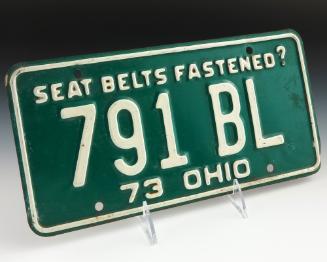 SEAT BELTS FASTENED?
791 BL
73 OHIO